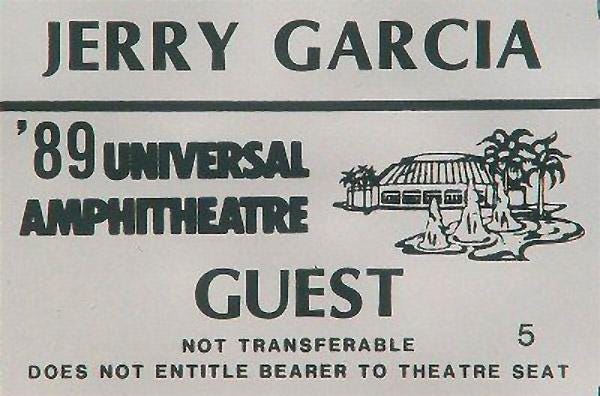 JERRY GARCIA
'89 UNIVERSAL
AMPHITHEATRE
GUEST
NOT TRANSFERABLE 5
DOES NOT ENTITLE BEARER TO THEATRE SEAT